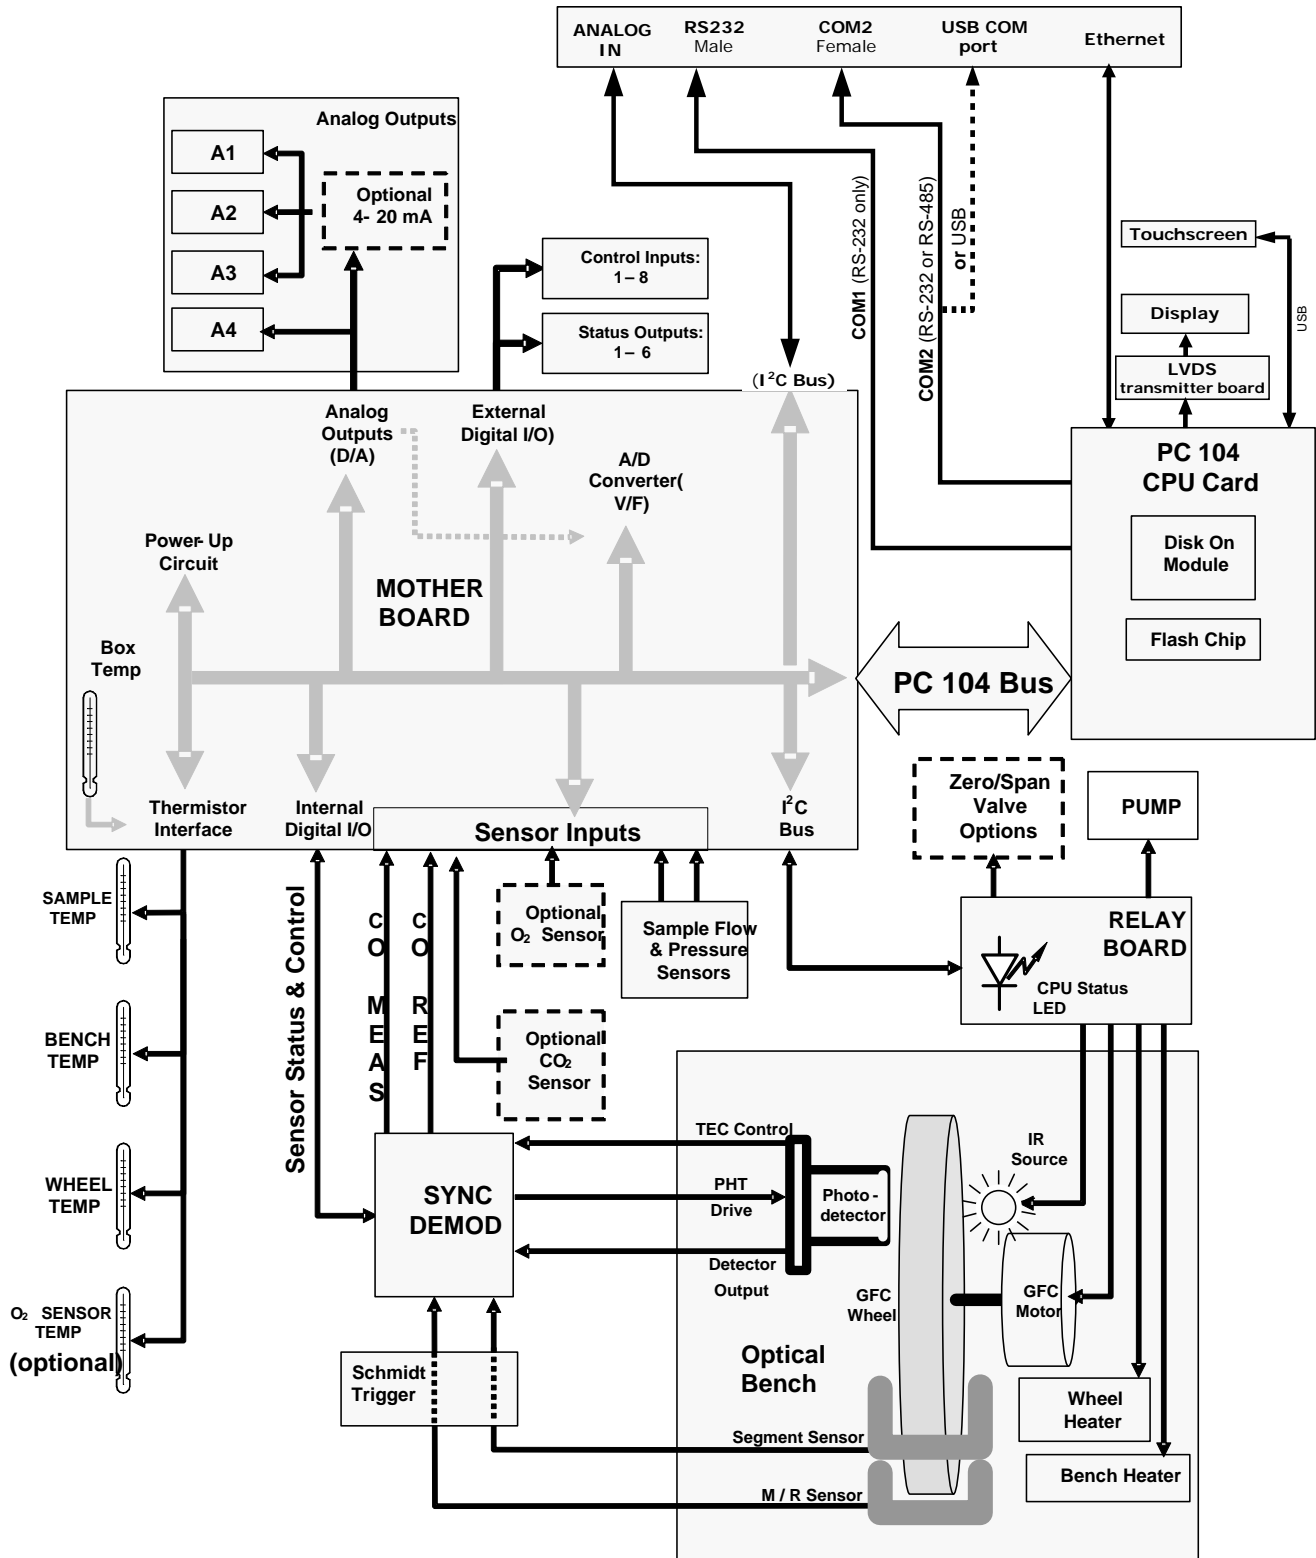 ANALOG
IN
RS232
Male
COM2
Female
USB COM
port
Ethernet
Analog Outputs
A1
A2
A3
A4
Optional
4- 20 mA
Control Inputs:
1– 8
Status Outputs:
1– 6
COM1 (RS-232 only)
COM2 (RS-232 or RS-485)
or USB
Touchscreen
USB
Display
LVDS
transmitter board
(I2C Bus)
Analog
Outputs
(D/A)
External
Digital I/O)
A/D
Converter(
V/F)
Power- Up
Circuit
MOTHER
BOARD
Box
Temp
PC 104
CPU Card
Disk On
Module
Flash Chip
PC 104 Bus
Thermistor
Interface
Internal
Digital I/O
Sensor Inputs
I2C
Bus
Zero/Span
Valve
Options
PUMP
SAMPLE
TEMP
BENCH
TEMP
WHEEL
TEMP
O2 SENSOR
TEMP
(optional)
Sensor Status & Control
CO MEAS
CO REF
Optional
O2 Sensor
Sample Flow
& Pressure
Sensors
Optional
CO2
Sensor
RELAY
BOARD
CPU Status
LED
SYNC
DEMOD
TEC Control
PHT
Drive
Detector
Output
Photo-
detector
IR
Source
GFC
Wheel
GFC
Motor
Optical
Bench
Schmidt
Trigger
Segment Sensor
M / R Sensor
Wheel
Heater
Bench Heater